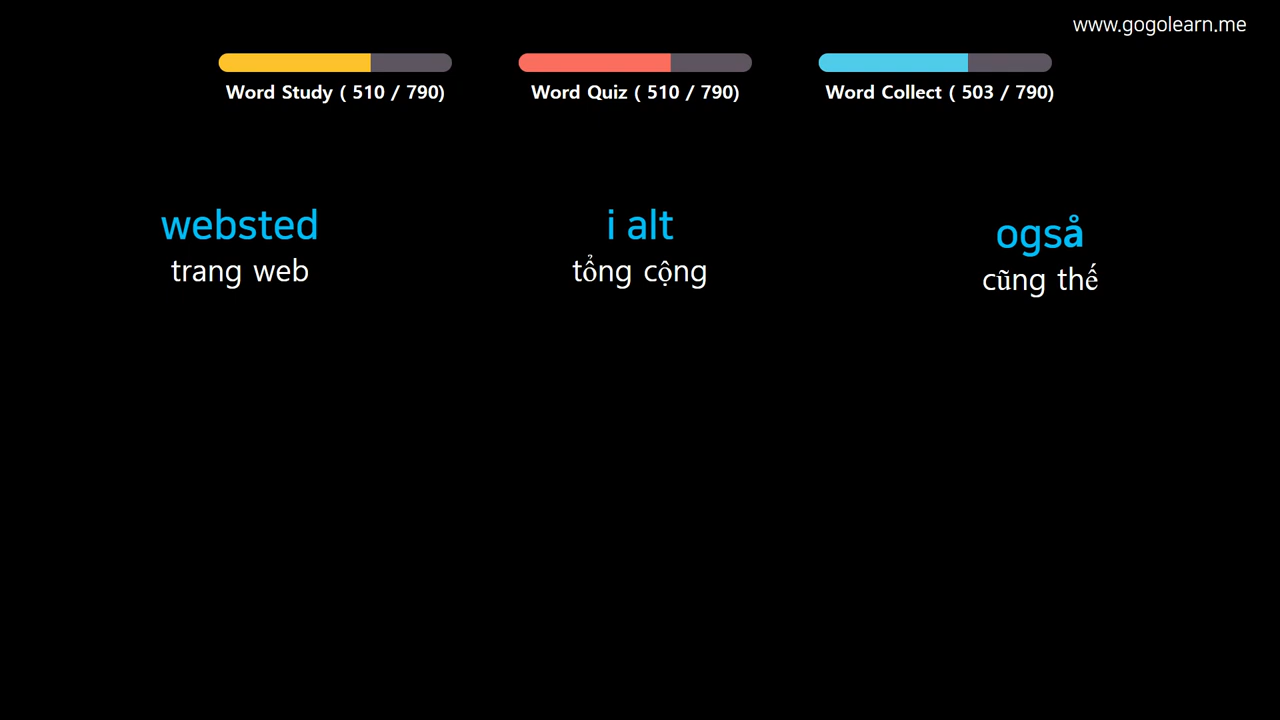 www.gogolearn.me
Word Study ( 510 / 790)
Word Quiz ( 510 / 790)
Word Collect ( 503 / 790)
websted
trang web
i alt
tổng cộng
også
cũng thế